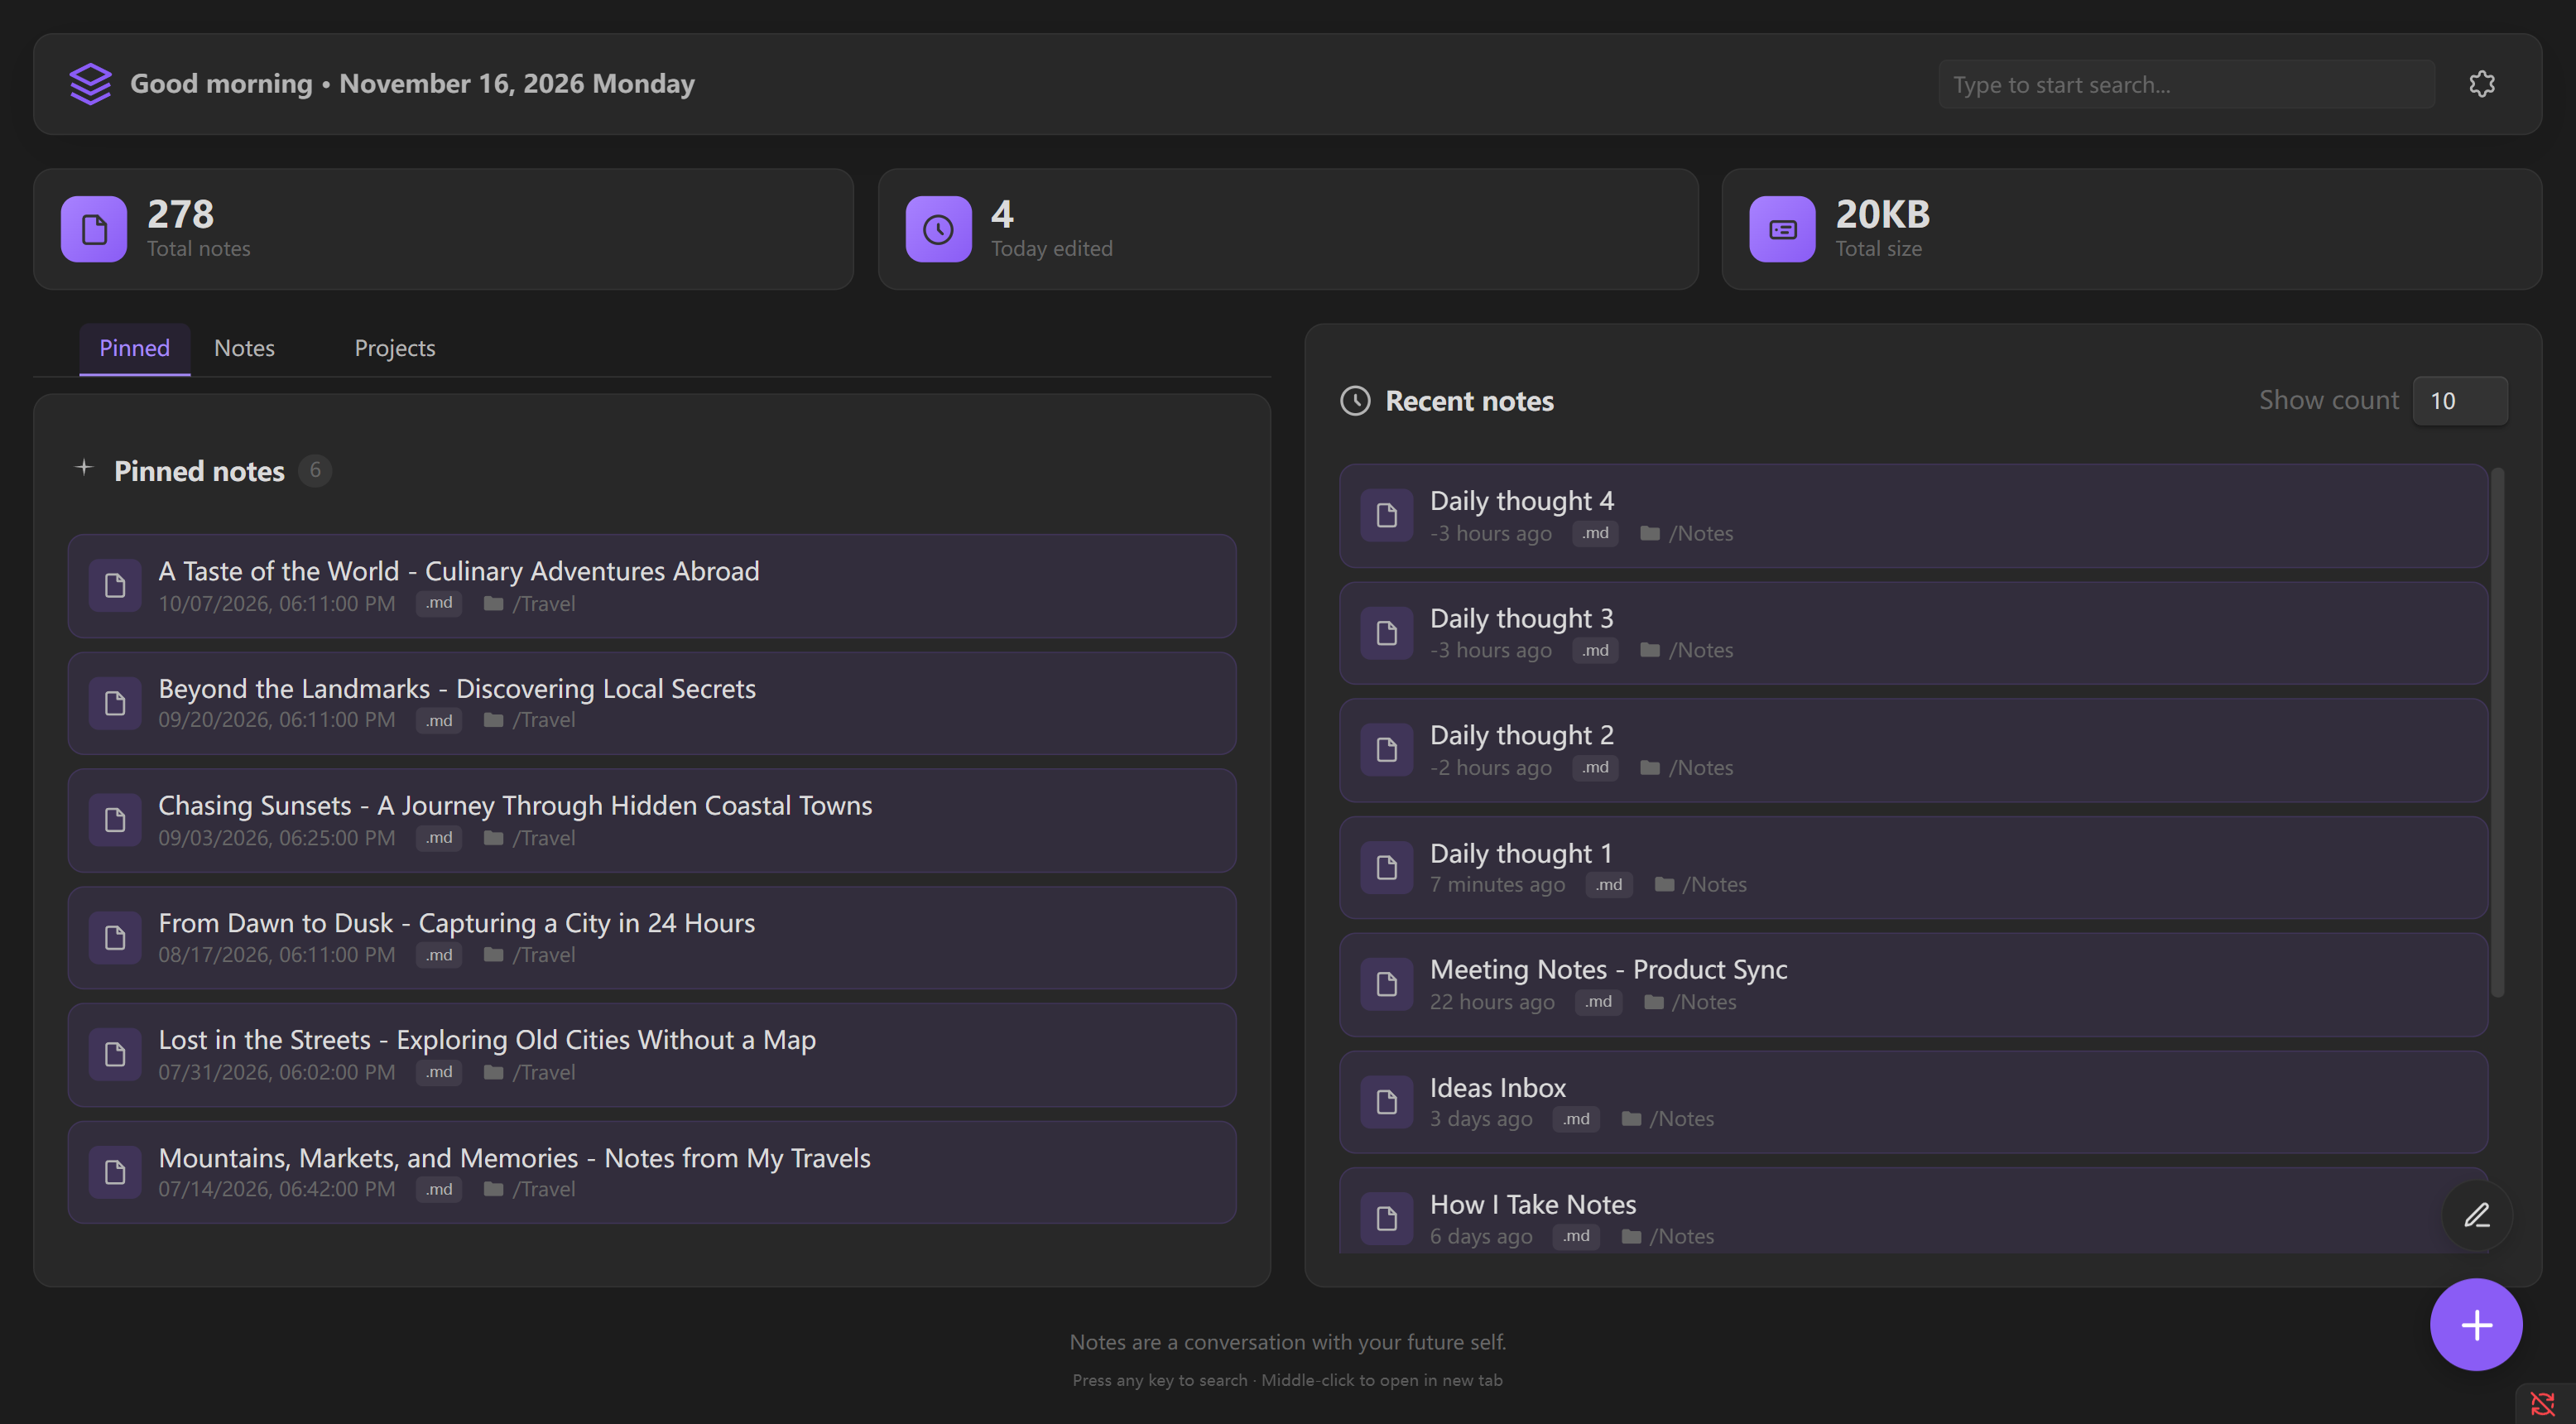 Good morning • November 16, 2026 Monday
Type to start search...
278
Total notes
4
Today edited
20KB
Total size
Pinned
Notes
Projects
Pinned notes 6
A Taste of the World - Culinary Adventures Abroad
10/07/2026, 06:11:00 PM .md /Travel
Beyond the Landmarks - Discovering Local Secrets
09/20/2026, 06:11:00 PM .md /Travel
Chasing Sunsets - A Journey Through Hidden Coastal Towns
09/03/2026, 06:25:00 PM .md /Travel
From Dawn to Dusk - Capturing a City in 24 Hours
08/17/2026, 06:11:00 PM .md /Travel
Lost in the Streets - Exploring Old Cities Without a Map
07/31/2026, 06:02:00 PM .md /Travel
Mountains, Markets, and Memories - Notes from My Travels
07/14/2026, 06:42:00 PM .md /Travel
Recent notes
Show count 10
Daily thought 4
-3 hours ago .md /Notes
Daily thought 3
-3 hours ago .md /Notes
Daily thought 2
-2 hours ago .md /Notes
Daily thought 1
7 minutes ago .md /Notes
Meeting Notes - Product Sync
22 hours ago .md /Notes
Ideas Inbox
3 days ago .md /Notes
How I Take Notes
6 days ago .md /Notes
Notes are a conversation with your future self.
Press any key to search · Middle-click to open in new tab